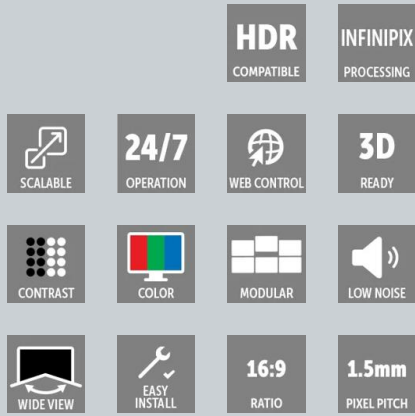 HDR
COMPATIBLE
INFINIPIX
PROCESSING
SCALABLE
24/7
OPERATION
WEB CONTROL
3D
READY
CONTRAST
COLOR
MODULAR
LOW NOISE
WIDE VIEW
EASY
INSTALL
16:9
RATIO
1.5mm
PIXEL PITCH